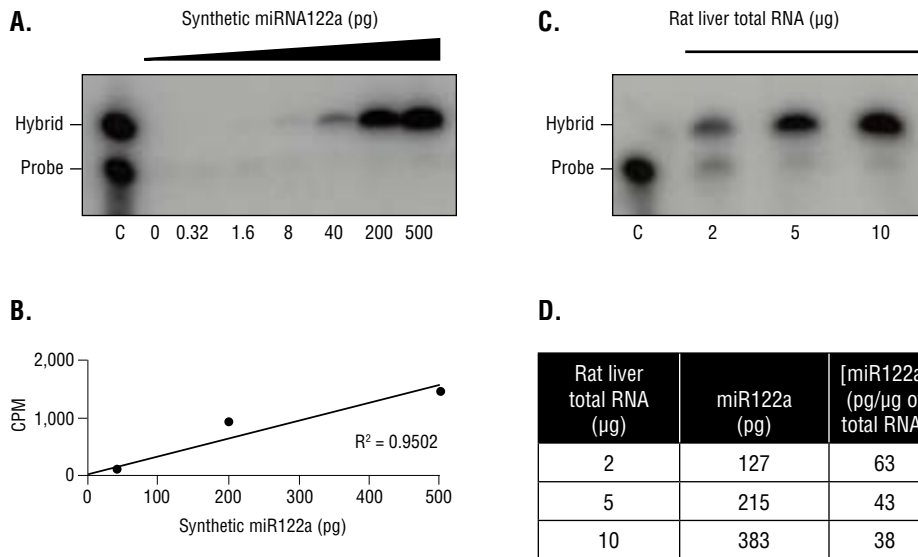 A.
Synthetic miRNA122a (pg)
Hybrid
Probe
C 0 0.32 1.6 8 40 200 500
B.
2,000
1,000
0
CPM
R² = 0.9502
0 100 200 300 400 500
Synthetic miR122a (pg)
C.
Rat liver total RNA (µg)
Hybrid
Probe
C 2 5 10
D.
Rat liver
total RNA
(µg)
miR122a
(pg)
[miR122a
(pg/µg o
total RNA
2 127 63
5 215 43
10 383 38